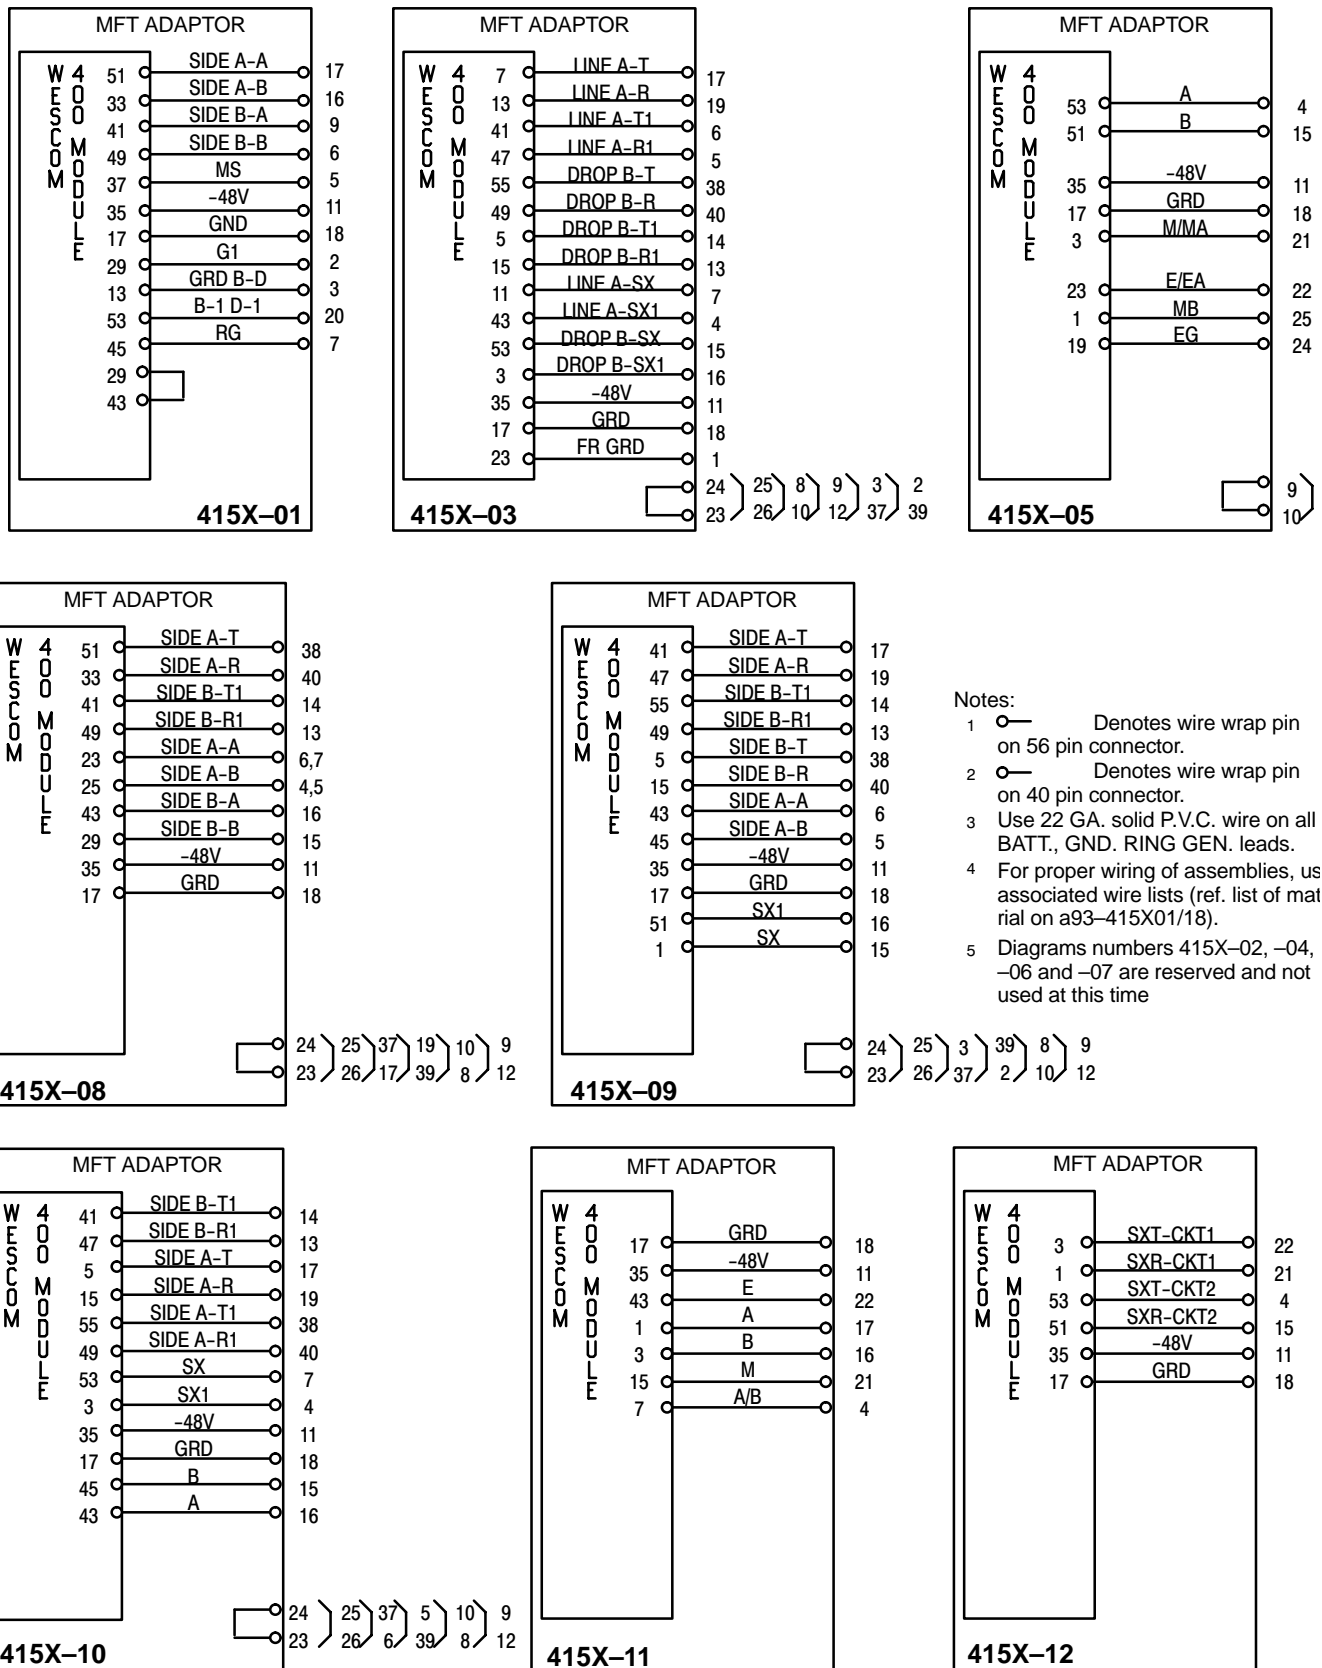 MFT ADAPTOR
WESCOM 400 MODULE
51 SIDE A-A 17
33 SIDE A-B 16
41 SIDE B-A 9
49 SIDE B-B 6
37 MS 5
35 -48V 11
17 GND 18
29 G1 2
13 GRD B-D 3
53 B-1 D-1 20
45 RG 7
29
43
415X–01
MFT ADAPTOR
WESCOM 400 MODULE
7 LINE A-T 17
13 LINE A-R 19
41 LINE A-T1 6
47 LINE A-R1 5
55 DROP B-T 38
49 DROP B-R 40
5 DROP B-T1 14
15 DROP B-R1 13
11 LINE A-SX 7
43 LINE A-SX1 4
53 DROP B-SX 15
3 DROP B-SX1 16
35 -48V 11
17 GRD 18
23 FR GRD 1
24 25 8 9 3 2
23 26 10 12 37 39
415X–03
MFT ADAPTOR
WESCOM 400 MODULE
53 A 4
51 B 15
35 -48V 11
17 GRD 18
3 M/MA 21
23 E/EA 22
1 MB 25
19 EG 24
9
10
415X–05
MFT ADAPTOR
WESCOM 400 MODULE
51 SIDE A-T 38
33 SIDE A-R 40
41 SIDE B-T1 14
49 SIDE B-R1 13
23 SIDE A-A 6,7
25 SIDE A-B 4,5
43 SIDE B-A 16
29 SIDE B-B 15
35 -48V 11
17 GRD 18
24 25 37 19 10 9
23 26 17 39 8 12
415X–08
MFT ADAPTOR
WESCOM 400 MODULE
41 SIDE A-T 17
47 SIDE A-R 19
55 SIDE B-T1 14
49 SIDE B-R1 13
5 SIDE B-T 38
15 SIDE B-R 40
43 SIDE A-A 6
45 SIDE A-B 5
35 -48V 11
17 GRD 18
51 SX1 16
1 SX 15
24 25 3 39 8 9
23 26 37 2 10 12
415X–09
Notes:
1 Denotes wire wrap pin
on 56 pin connector.
2 Denotes wire wrap pin
on 40 pin connector.
3 Use 22 GA. solid P.V.C. wire on all
BATT., GND. RING GEN. leads.
4 For proper wiring of assemblies, us
associated wire lists (ref. list of mat
rial on a93–415X01/18).
5 Diagrams numbers 415X–02, –04,
–06 and –07 are reserved and not
used at this time
MFT ADAPTOR
WESCOM 400 MODULE
41 SIDE B-T1 14
47 SIDE B-R1 13
5 SIDE A-T 17
15 SIDE A-R 19
55 SIDE A-T1 38
49 SIDE A-R1 40
53 SX 7
3 SX1 4
35 -48V 11
17 GRD 18
45 B 15
43 A 16
24 25 37 5 10 9
23 26 6 39 8 12
415X–10
MFT ADAPTOR
WESCOM 400 MODULE
17 GRD 18
35 -48V 11
43 E 22
1 A 17
3 B 16
15 M 21
7 A/B 4
415X–11
MFT ADAPTOR
WESCOM 400 MODULE
3 SXT-CKT1 22
1 SXR-CKT1 21
53 SXT-CKT2 4
51 SXR-CKT2 15
35 -48V 11
17 GRD 18
415X–12